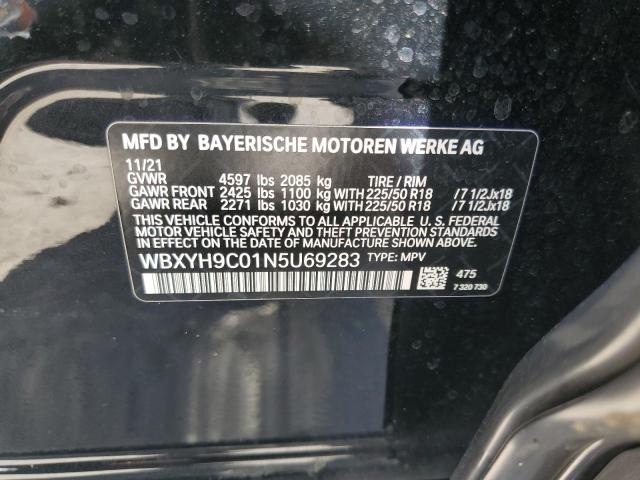 MFD BY BAYERISCHE MOTOREN WERKE AG
11/21
GVWR 4597 lbs 2085 kg TIRE / RIM
GAWR FRONT 2425 lbs 1100 kg WITH 225/50 R18 /7 1/2Jx18
GAWR REAR 2271 lbs 1030 kg WITH 225/50 R18 /7 1/2Jx18
THIS VEHICLE CONFORMS TO ALL APPLICABLE U. S. FEDERAL
MOTOR VEHICLE SAFETY AND THEFT PREVENTION STANDARDS
IN EFFECT ON THE DATE OF MANUFACTURE SHOWN ABOVE.
WBXYH9C01N5U69283 TYPE: MPV
475
7 320 730